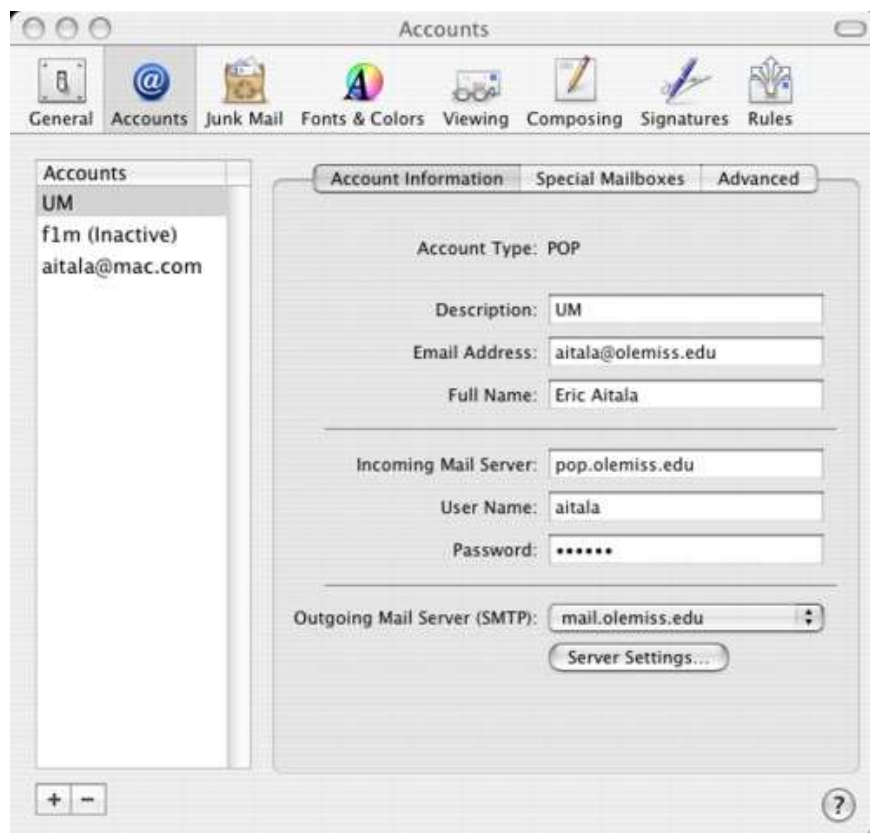 Accounts
General Accounts Junk Mail Fonts & Colors Viewing Composing Signatures Rules
Accounts
UM
f1m (Inactive)
aitala@mac.com
Account Information Special Mailboxes Advanced
Account Type: POP
Description: UM
Email Address: aitala@olemiss.edu
Full Name: Eric Aitala
Incoming Mail Server: pop.olemiss.edu
User Name: aitala
Password: ••••••
Outgoing Mail Server (SMTP): mail.olemiss.edu
Server Settings...
+ −
?